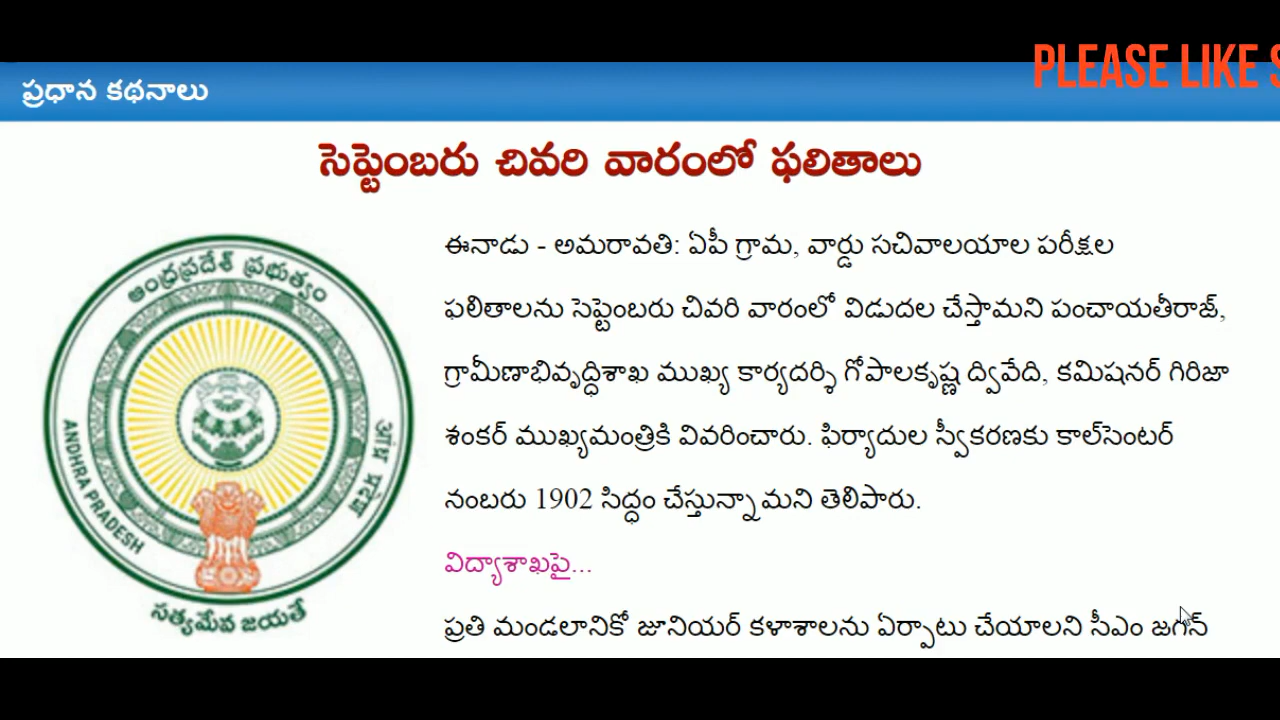 PLEASE LIKE S
ప్రధాన కథనాలు
సెప్టెంబరు చివరి వారంలో ఫలితాలు
ఈనాడు - అమరావతి: ఏపీ గ్రామ, వార్డు సచివాలయాల పరీక్షల
ఫలితాలను సెప్టెంబరు చివరి వారంలో విడుదల చేస్తామని పంచాయతీరాజ్,
గ్రామీణాభివృద్ధిశాఖ ముఖ్య కార్యదర్శి గోపాలకృష్ణ ద్వివేది, కమిషనర్ గిరిజా
శంకర్ ముఖ్యమంత్రికి వివరించారు. ఫిర్యాదుల స్వీకరణకు కాల్‌సెంటర్
నంబరు 1902 సిద్ధం చేస్తున్నామని తెలిపారు.
విద్యాశాఖపై...
ప్రతి మండలానికో జూనియర్ కళాశాలను ఏర్పాటు చేయాలని సీఎం జగన్
ఆంధ్రప్రదేశ్ ప్రభుత్వం
ANDHRA PRADESH
आंध्र प्रदेश
సత్యమేవ జయతే